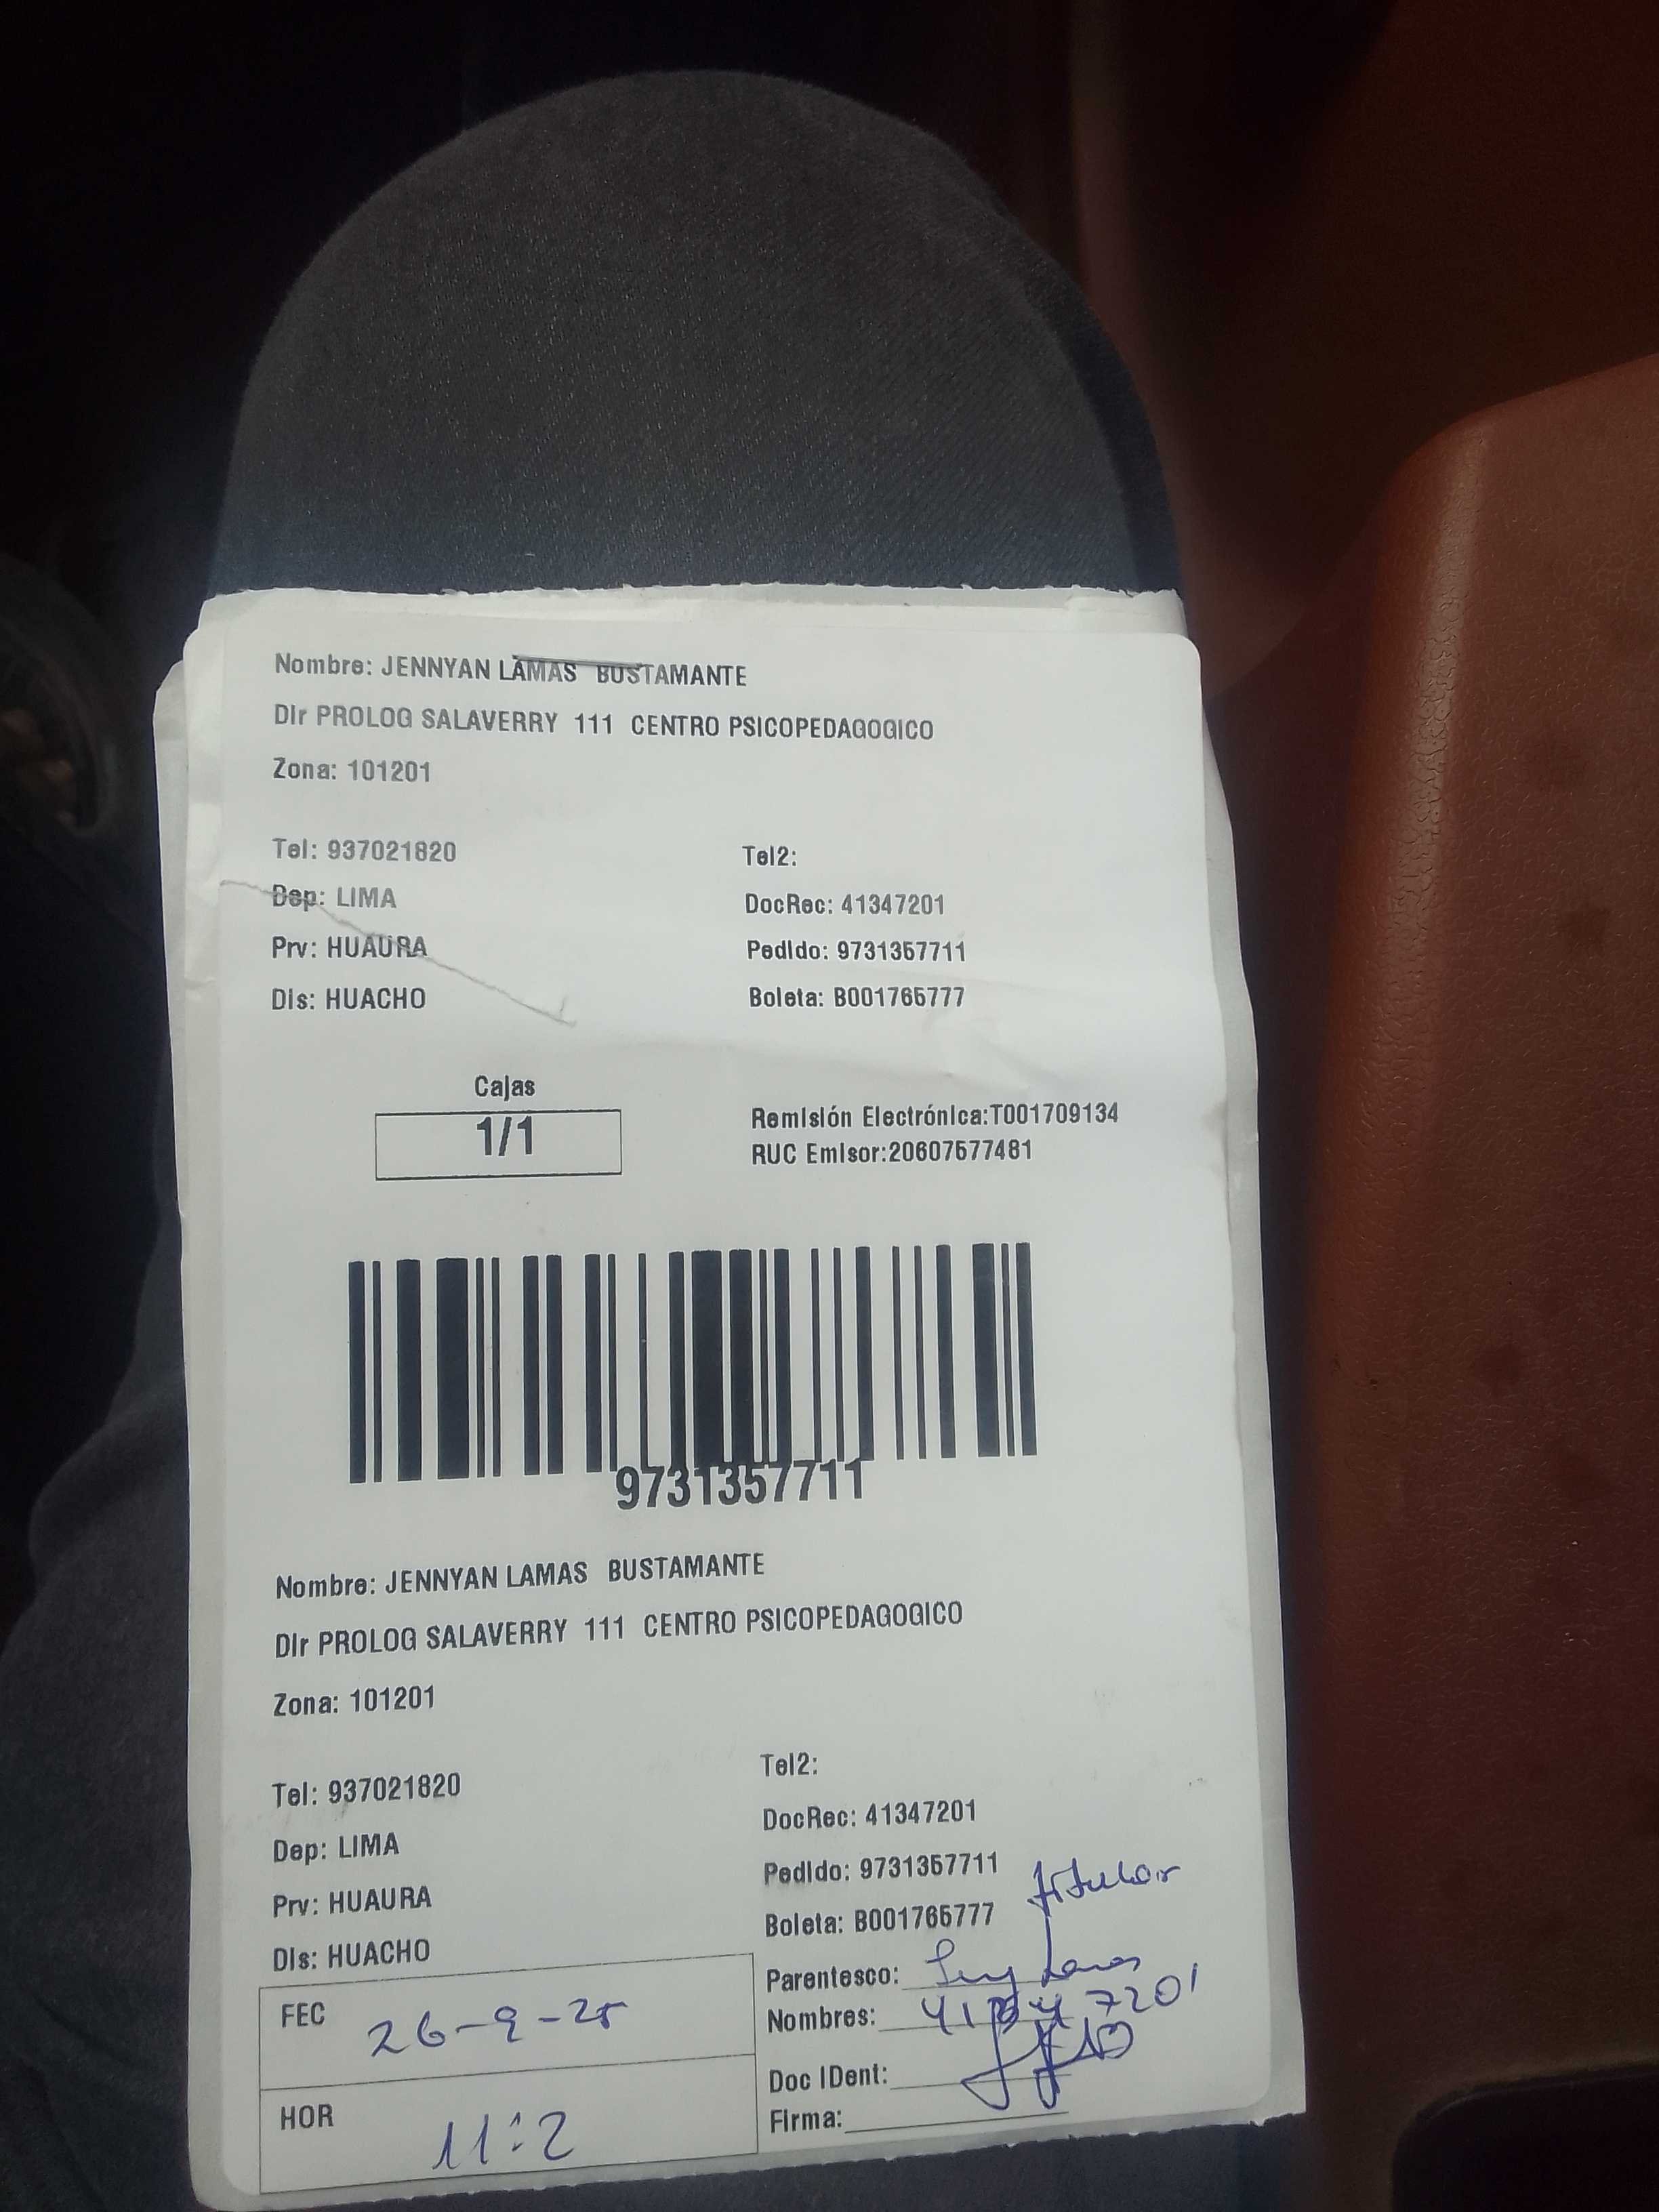 Nombre: JENNYAN LAMAS BUSTAMANTE
Dir PROLOG SALAVERRY 111 CENTRO PSICOPEDAGOGICO
Zona: 101201
Tel: 937021820 Tel2:
Dep: LIMA DocRec: 41347201
Prv: HUAURA Pedido: 9731357711
Dis: HUACHO Boleta: B001765777
Cajas
1/1
Remisión Electrónica:T001709134
RUC Emisor:20607577481
9731357711
Nombre: JENNYAN LAMAS BUSTAMANTE
Dir PROLOG SALAVERRY 111 CENTRO PSICOPEDAGOGICO
Zona: 101201
Tel: 937021820 Tel2:
Dep: LIMA DocRec: 41347201
Prv: HUAURA Pedido: 9731357711
Dis: HUACHO Boleta: B001765777
titular
FEC 26-9-25
HOR 11:2
Parentesco: Lamas
Nombres: 41347201
Doc IDent:
Firma: